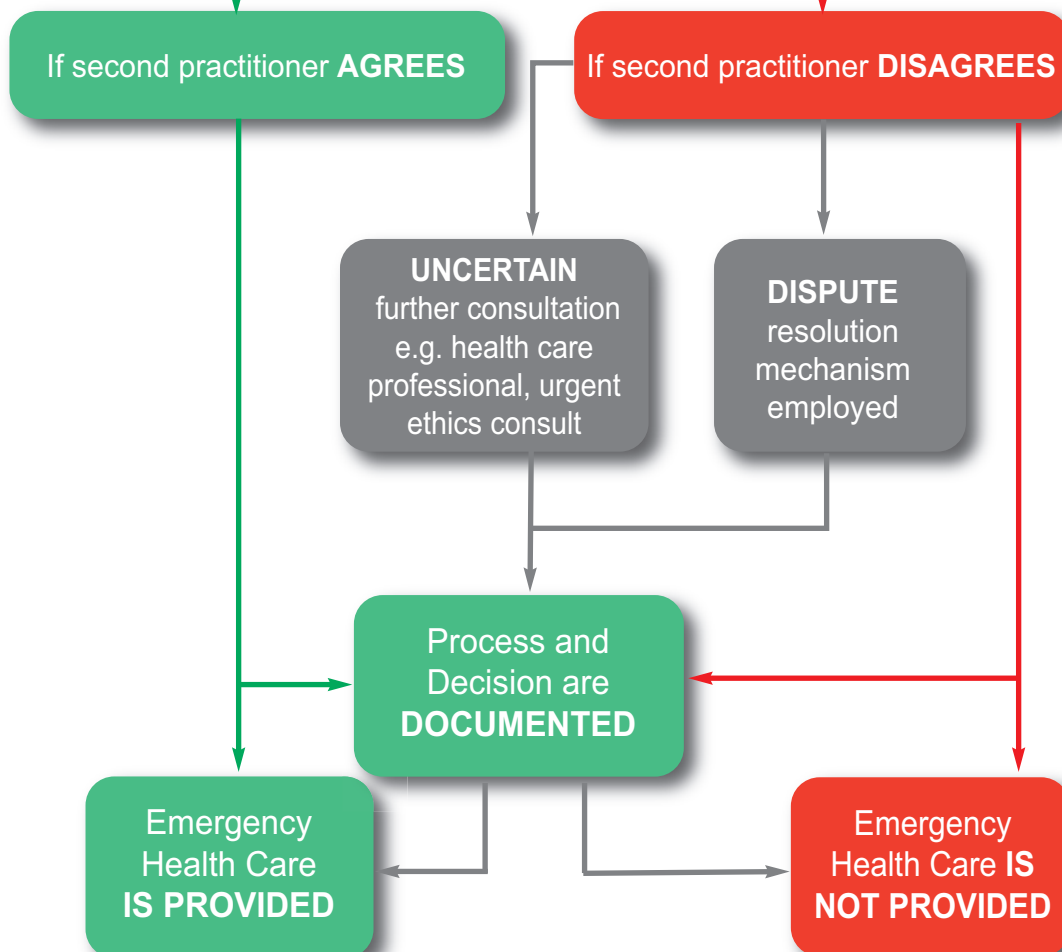 If second practitioner AGREES
If second practitioner DISAGREES
UNCERTAIN
further consultation
e.g. health care
professional, urgent
ethics consult
DISPUTE
resolution
mechanism
employed
Process and
Decision are
DOCUMENTED
Emergency
Health Care
IS PROVIDED
Emergency
Health Care IS
NOT PROVIDED